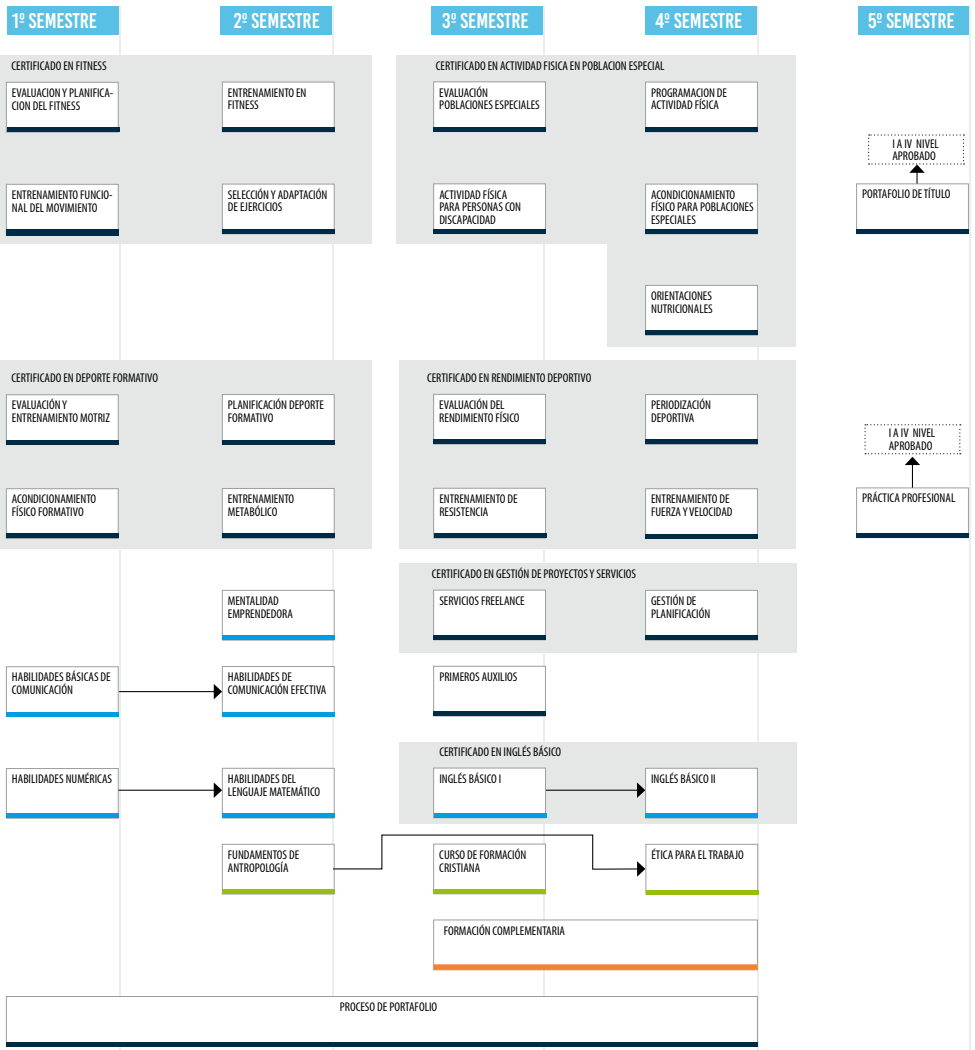 1º SEMESTRE
2º SEMESTRE
3º SEMESTRE
4º SEMESTRE
5º SEMESTRE
CERTIFICADO EN FITNESS
CERTIFICADO EN ACTIVIDAD FISICA EN POBLACION ESPECIAL
EVALUACION Y PLANIFICA-
CION DEL FITNESS
ENTRENAMIENTO EN
FITNESS
EVALUACIÓN
POBLACIONES ESPECIALES
PROGRAMACION DE
ACTIVIDAD FÍSICA
I A IV NIVEL
APROBADO
ENTRENAMIENTO FUNCIO-
NAL DEL MOVIMIENTO
SELECCIÓN Y ADAPTACIÓN
DE EJERCICIOS
ACTIVIDAD FÍSICA
PARA PERSONAS CON
DISCAPACIDAD
ACONDICIONAMIENTO
FÍSICO PARA POBLACIONES
ESPECIALES
PORTAFOLIO DE TÍTULO
ORIENTACIONES
NUTRICIONALES
CERTIFICADO EN DEPORTE FORMATIVO
CERTIFICADO EN RENDIMIENTO DEPORTIVO
EVALUACIÓN Y
ENTRENAMIENTO MOTRIZ
PLANIFICACIÓN DEPORTE
FORMATIVO
EVALUACIÓN DEL
RENDIMIENTO FÍSICO
PERIODIZACIÓN
DEPORTIVA
I A IV NIVEL
APROBADO
ACONDICIONAMIENTO
FÍSICO FORMATIVO
ENTRENAMIENTO
METABÓLICO
ENTRENAMIENTO DE
RESISTENCIA
ENTRENAMIENTO DE
FUERZA Y VELOCIDAD
PRÁCTICA PROFESIONAL
CERTIFICADO EN GESTIÓN DE PROYECTOS Y SERVICIOS
MENTALIDAD
EMPRENDEDORA
SERVICIOS FREELANCE
GESTIÓN DE
PLANIFICACIÓN
HABILIDADES BÁSICAS DE
COMUNICACIÓN
HABILIDADES DE
COMUNICACIÓN EFECTIVA
PRIMEROS AUXILIOS
CERTIFICADO EN INGLÉS BÁSICO
HABILIDADES NUMÉRICAS
HABILIDADES DEL
LENGUAJE MATEMÁTICO
INGLÉS BÁSICO I
INGLÉS BÁSICO II
FUNDAMENTOS DE
ANTROPOLOGÍA
CURSO DE FORMACIÓN
CRISTIANA
ÉTICA PARA EL TRABAJO
FORMACIÓN COMPLEMENTARIA
PROCESO DE PORTAFOLIO